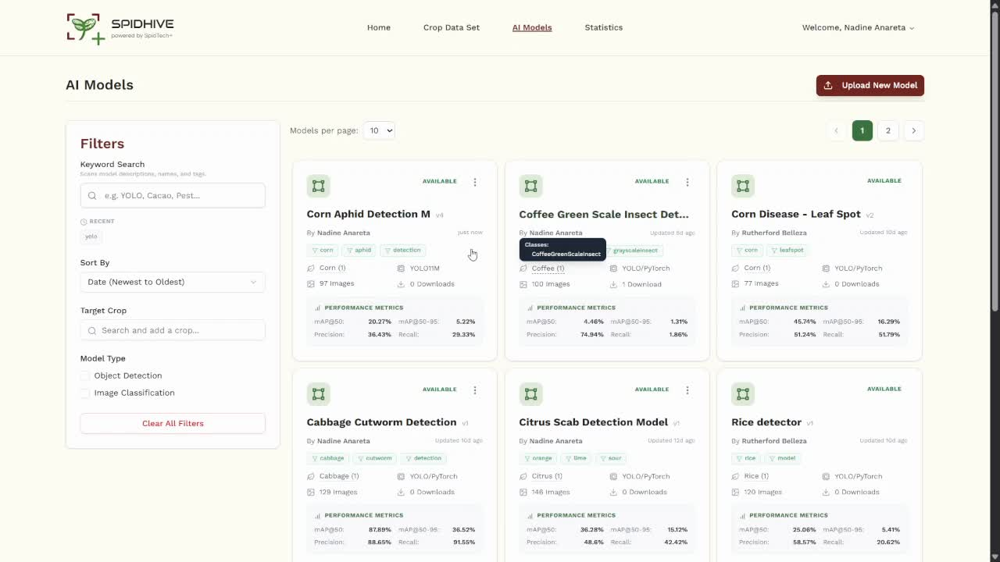 SPIDHIVE
powered by SpidTech+
Home
Crop Data Set
AI Models
Statistics
Welcome, Nadine Anareta
AI Models
Upload New Model
Filters
Keyword Search
Scans model descriptions, names, and tags.
e.g. YOLO, Cacao, Pest...
RECENT
yolo
Sort By
Date (Newest to Oldest)
Target Crop
Search and add a crop...
Model Type
Object Detection
Image Classification
Clear All Filters
Models per page: 10
1
2
AVAILABLE
Corn Aphid Detection M v4
By Nadine Anareta just now
corn aphid detection
Corn (1) YOLO11M
97 Images 0 Downloads
PERFORMANCE METRICS
mAP@50: 20.27% mAP@50-95: 5.22%
Precision: 36.43% Recall: 29.33%
AVAILABLE
Coffee Green Scale Insect Det...
By Nadine Anareta Updated 8d ago
Classes:
CoffeeGreenScaleInsect
grayscaleinsect
Coffee (1) YOLO/PyTorch
100 Images 1 Download
PERFORMANCE METRICS
mAP@50: 4.46% mAP@50-95: 1.31%
Precision: 74.94% Recall: 1.86%
AVAILABLE
Corn Disease - Leaf Spot v2
By Rutherford Belleza Updated 10d ago
corn leafspot
Corn (1) YOLO/PyTorch
77 Images 0 Downloads
PERFORMANCE METRICS
mAP@50: 45.74% mAP@50-95: 16.29%
Precision: 51.24% Recall: 51.79%
AVAILABLE
Cabbage Cutworm Detection v1
By Nadine Anareta Updated 10d ago
cabbage cutworm detection
Cabbage (1) YOLO/PyTorch
129 Images 0 Downloads
PERFORMANCE METRICS
mAP@50: 87.89% mAP@50-95: 36.52%
Precision: 88.65% Recall: 91.55%
AVAILABLE
Citrus Scab Detection Model v1
By Nadine Anareta Updated 12d ago
orange lime sour
Citrus (1) YOLO/PyTorch
146 Images 0 Downloads
PERFORMANCE METRICS
mAP@50: 36.28% mAP@50-95: 15.12%
Precision: 48.6% Recall: 42.42%
AVAILABLE
Rice detector v1
By Rutherford Belleza Updated 10d ago
rice model
Rice (1) YOLO/PyTorch
120 Images 0 Downloads
PERFORMANCE METRICS
mAP@50: 25.06% mAP@50-95: 5.41%
Precision: 58.57% Recall: 20.62%